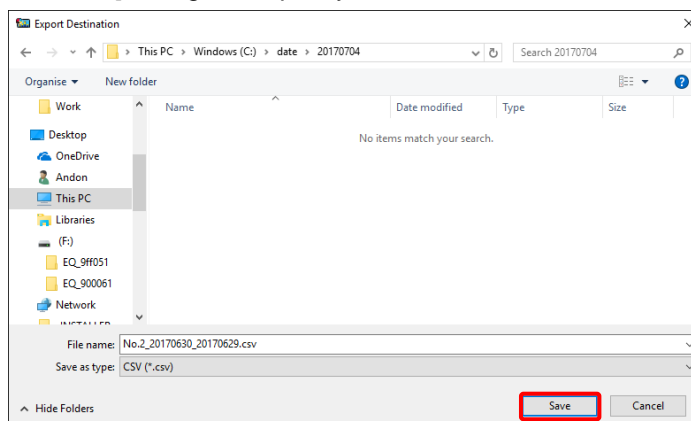 Export Destination
This PC > Windows (C:) > date > 20170704
Search 20170704
Organise
New folder
Name
Date modified
Type
Size
No items match your search.
Work
Desktop
OneDrive
Andon
This PC
Libraries
(F:)
EQ_9ff051
EQ_900061
Network
File name: No.2_20170630_20170629.csv
Save as type: CSV (*.csv)
Hide Folders
Save
Cancel